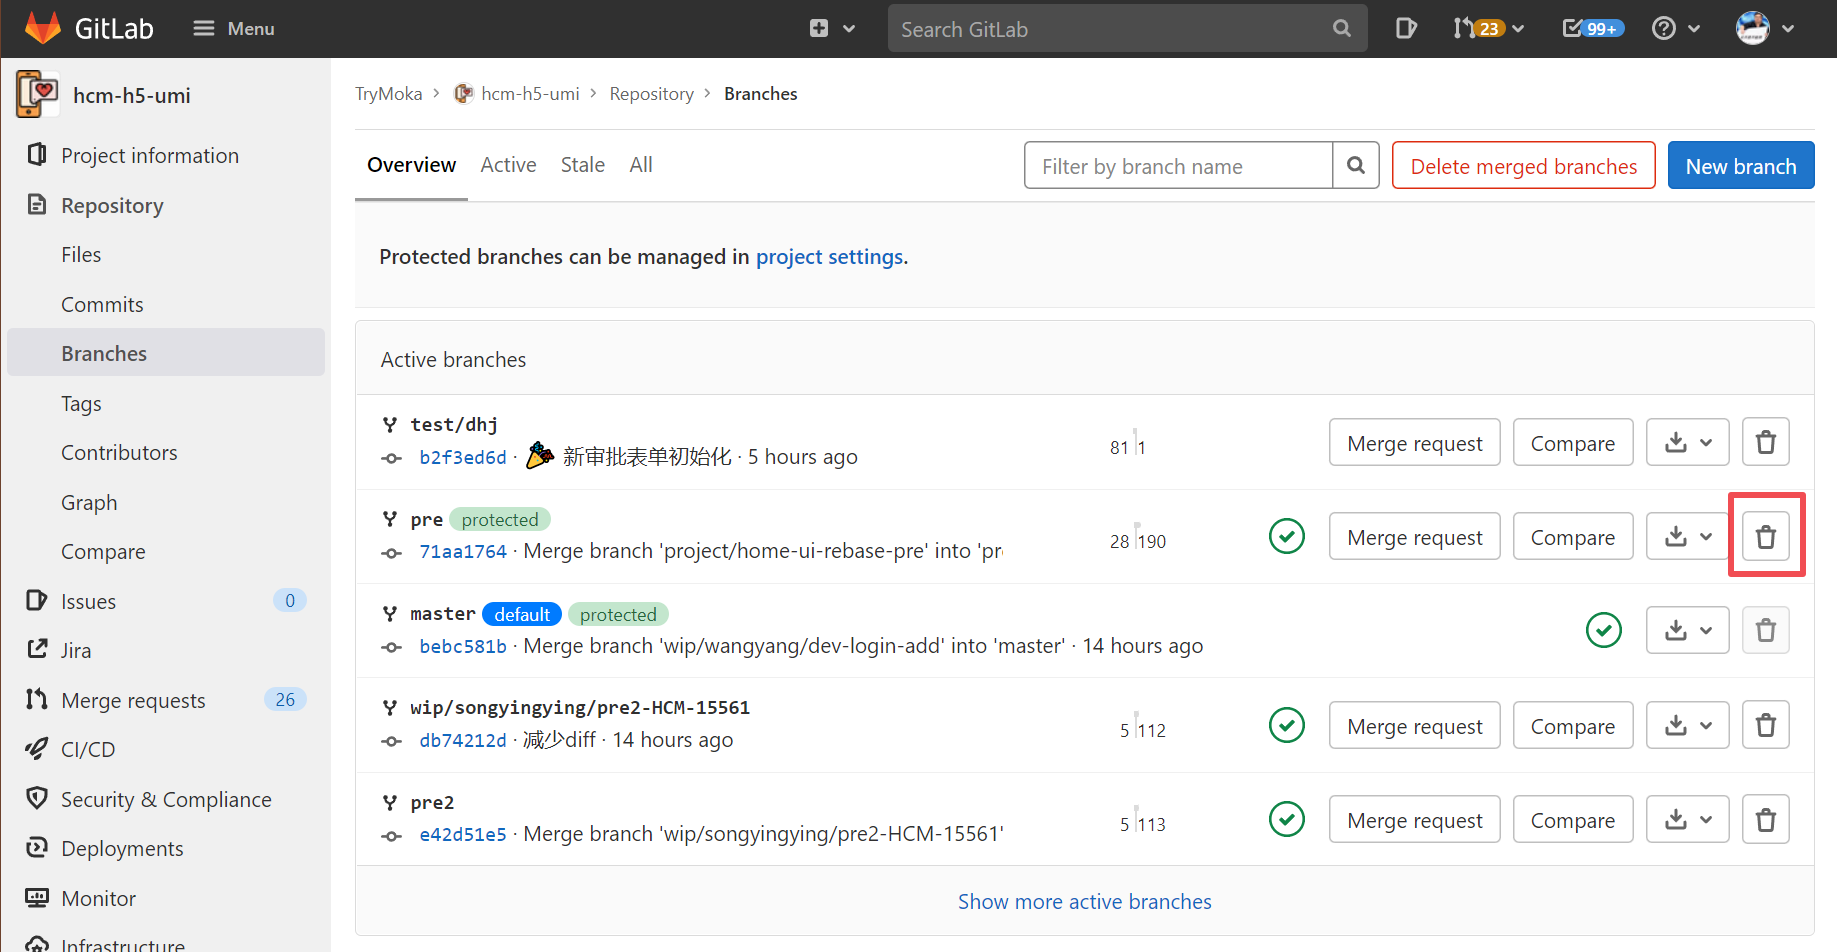 GitLab
Menu
Search GitLab
23
99+
hcm-h5-umi
Project information
Repository
Files
Commits
Branches
Tags
Contributors
Graph
Compare
Issues
0
Jira
Merge requests
26
CI/CD
Security & Compliance
Deployments
Monitor
Infrastructure
TryMoka > hcm-h5-umi > Repository > Branches
Overview Active Stale All
Filter by branch name
Delete merged branches
New branch
Protected branches can be managed in project settings.
Active branches
test/dhj
b2f3ed6d · 🎉 新审批表单初始化 · 5 hours ago
81 1
Merge request Compare
pre protected
71aa1764 · Merge branch 'project/home-ui-rebase-pre' into 'pr
28 190
Merge request Compare
master default protected
bebc581b · Merge branch 'wip/wangyang/dev-login-add' into 'master' · 14 hours ago
wip/songyingying/pre2-HCM-15561
db74212d · 减少diff · 14 hours ago
5 112
Merge request Compare
pre2
e42d51e5 · Merge branch 'wip/songyingying/pre2-HCM-15561'
5 113
Merge request Compare
Show more active branches